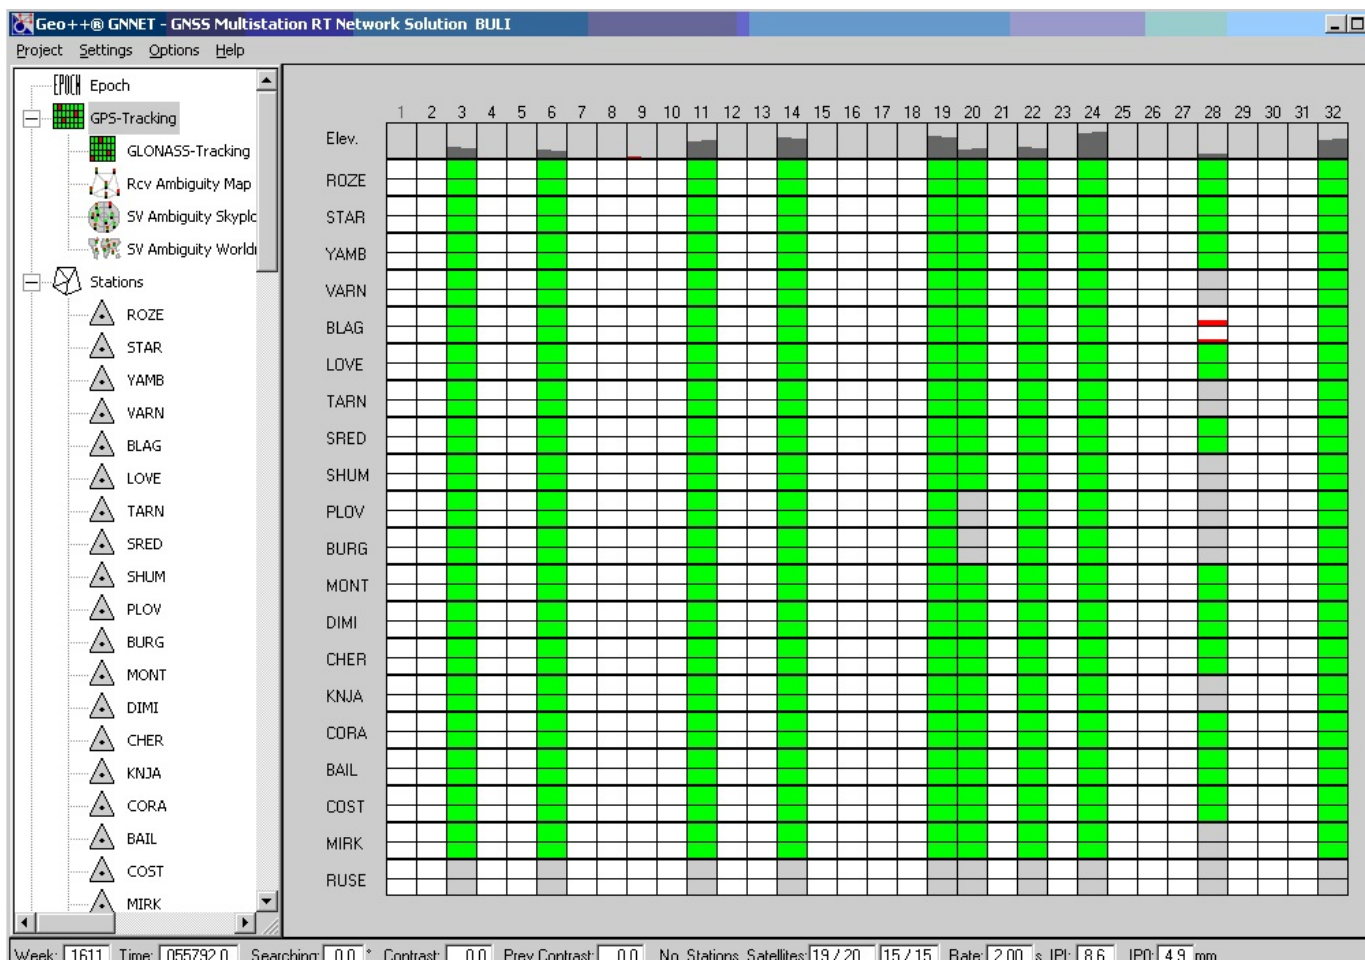 Geo++® GNNET - GNSS Multistation RT Network Solution BULI
Project Settings Options Help
EPOCH Epoch
GPS-Tracking
GLONASS-Tracking
Rcv Ambiguity Map
SV Ambiguity Skyplo
SV Ambiguity Worldm
Stations
ROZE
STAR
YAMB
VARN
BLAG
LOVE
TARN
SRED
SHUM
PLOV
BURG
MONT
DIMI
CHER
KNJA
CORA
BAIL
COST
MIRK
1 2 3 4 5 6 7 8 9 10 11 12 13 14 15 16 17 18 19 20 21 22 23 24 25 26 27 28 29 30 31 32
Elev.
ROZE
STAR
YAMB
VARN
BLAG
LOVE
TARN
SRED
SHUM
PLOV
BURG
MONT
DIMI
CHER
KNJA
CORA
BAIL
COST
MIRK
RUSE
Week: 1611 Time: 055792.0 Searching: 0.0 ° Contrast: 0.0 Prev Contrast: 0.0 No. Stations, Satellites: 19 / 20 15 / 15 Rate: 2.00 s IPI: 8.6 IP0: 4.9 mm